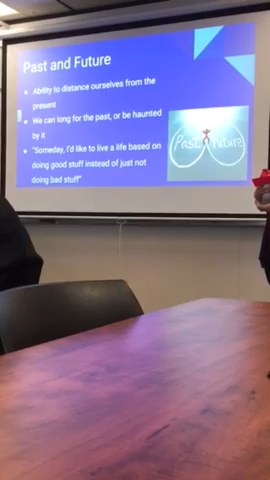 Past and Future
● Ability to distance ourselves from the
present
● We can long for the past, or be haunted
by it
● "Someday, I'd like to live a life based on
doing good stuff instead of just not
doing bad stuff"
Past Future